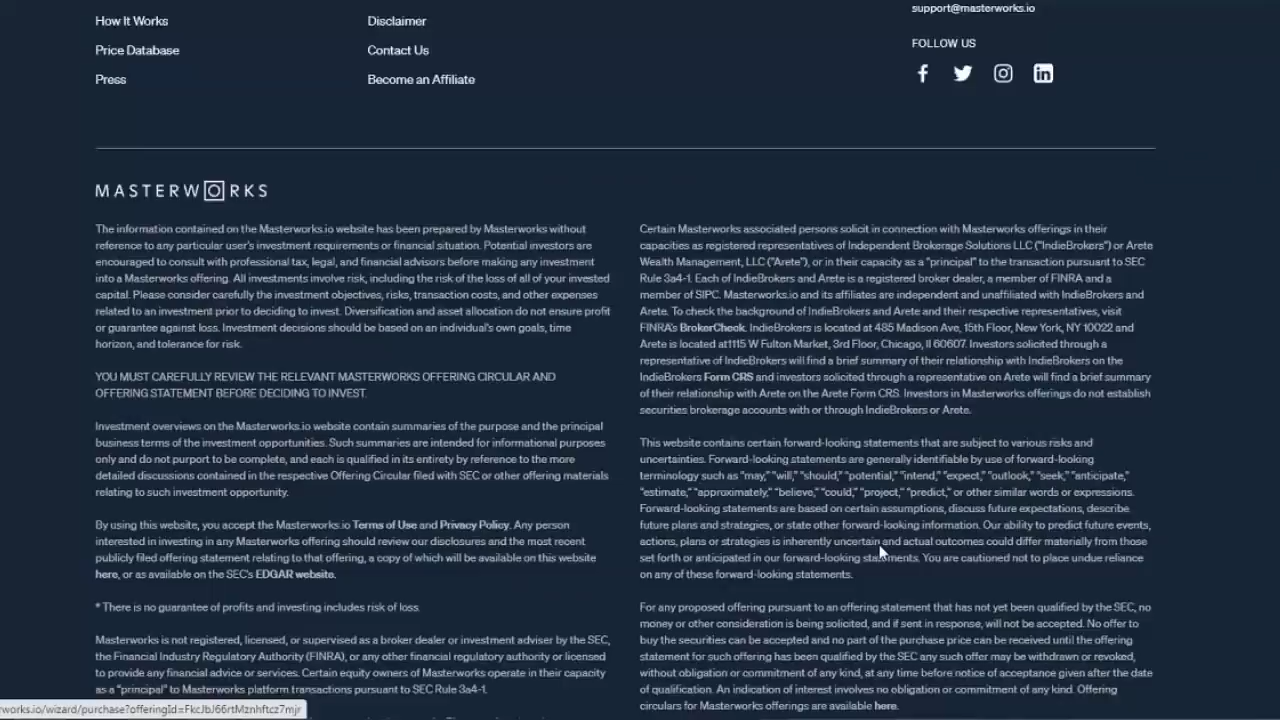 How It Works
Disclaimer
support@masterworks.io
Price Database
Contact Us
FOLLOW US
Press
Become an Affiliate
MASTERWORKS
The information contained on the Masterworks.io website has been prepared by Masterworks without
reference to any particular user's investment requirements or financial situation. Potential investors are
encouraged to consult with professional tax, legal, and financial advisors before making any investment
into a Masterworks offering. All investments involve risk, including the risk of the loss of all of your invested
capital. Please consider carefully the investment objectives, risks, transaction costs, and other expenses
related to an investment prior to deciding to invest. Diversification and asset allocation do not ensure profit
or guarantee against loss. Investment decisions should be based on an individual's own goals, time
horizon, and tolerance for risk.
YOU MUST CAREFULLY REVIEW THE RELEVANT MASTERWORKS OFFERING CIRCULAR AND
OFFERING STATEMENT BEFORE DECIDING TO INVEST.
Investment overviews on the Masterworks.io website contain summaries of the purpose and the principal
business terms of the investment opportunities. Such summaries are intended for informational purposes
only and do not purport to be complete, and each is qualified in its entirety by reference to the more
detailed discussions contained in the respective Offering Circular filed with SEC or other offering materials
relating to such investment opportunity.
By using this website, you accept the Masterworks.io Terms of Use and Privacy Policy. Any person
interested in investing in any Masterworks offering should review our disclosures and the most recent
publicly filed offering statement relating to that offering, a copy of which will be available on this website
here, or as available on the SEC's EDGAR website.
* There is no guarantee of profits and investing includes risk of loss.
Masterworks is not registered, licensed, or supervised as a broker dealer or investment adviser by the SEC,
the Financial Industry Regulatory Authority (FINRA), or any other financial regulatory authority or licensed
to provide any financial advice or services. Certain equity owners of Masterworks operate in their capacity
as a "principal" to Masterworks platform transactions pursuant to SEC Rule 3a4-1.
Certain Masterworks associated persons solicit in connection with Masterworks offerings in their
capacities as registered representatives of Independent Brokerage Solutions LLC ("IndieBrokers") or Arete
Wealth Management, LLC ("Arete"), or in their capacity as a "principal" to the transaction pursuant to SEC
Rule 3a4-1. Each of IndieBrokers and Arete is a registered broker dealer, a member of FINRA and a
member of SIPC. Masterworks.io and its affiliates are independent and unaffiliated with IndieBrokers and
Arete. To check the background of IndieBrokers and Arete and their respective representatives, visit
FINRA's BrokerCheck. IndieBrokers is located at 485 Madison Ave, 15th Floor, New York, NY 10022 and
Arete is located at1115 W Fulton Market, 3rd Floor, Chicago, Il 60607. Investors solicited through a
representative of IndieBrokers will find a brief summary of their relationship with IndieBrokers on the
IndieBrokers Form CRS and investors solicited through a representative on Arete will find a brief summary
of their relationship with Arete on the Arete Form CRS. Investors in Masterworks offerings do not establish
securities brokerage accounts with or through IndieBrokers or Arete.
This website contains certain forward-looking statements that are subject to various risks and
uncertainties. Forward-looking statements are generally identifiable by use of forward-looking
terminology such as "may," "will," "should," "potential," "intend," "expect," "outlook," "seek," "anticipate,"
"estimate," "approximately," "believe," "could," "project," "predict," or other similar words or expressions.
Forward-looking statements are based on certain assumptions, discuss future expectations, describe
future plans and strategies, or state other forward-looking information. Our ability to predict future events,
actions, plans or strategies is inherently uncertain and actual outcomes could differ materially from those
set forth or anticipated in our forward-looking statements. You are cautioned not to place undue reliance
on any of these forward-looking statements.
For any proposed offering pursuant to an offering statement that has not yet been qualified by the SEC, no
money or other consideration is being solicited, and if sent in response, will not be accepted. No offer to
buy the securities can be accepted and no part of the purchase price can be received until the offering
statement for such offering has been qualified by the SEC any such offer may be withdrawn or revoked,
without obligation or commitment of any kind, at any time before notice of acceptance given after the date
of qualification. An indication of interest involves no obligation or commitment of any kind. Offering
circulars for Masterworks offerings are available here.
rworks.io/wizard/purchase?offeringId=FkcJbJ66rtMznhftcz7mjr